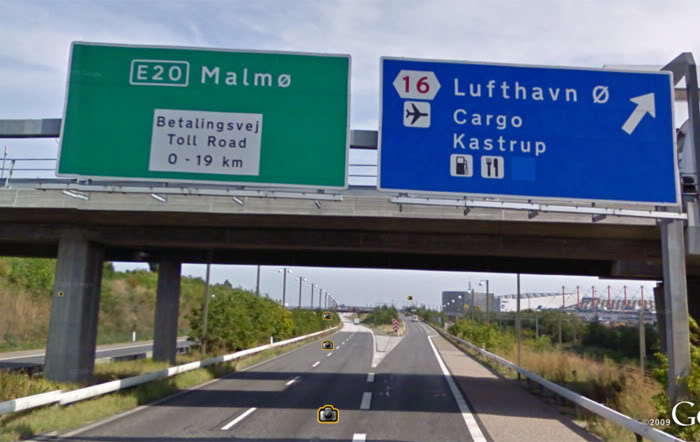 E20 Malmø
Betalingsvej
Toll Road
0 - 19 km
16 Lufthavn Ø
Cargo
Kastrup
©2009